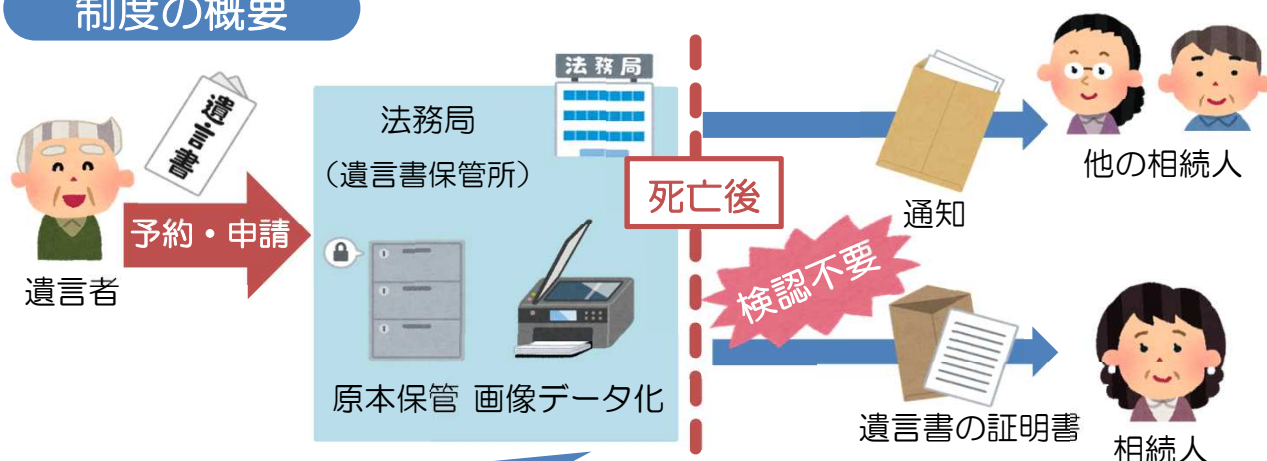 制度の概要
遺言書
予約・申請
遺言者
法務局
法務局
（遺言書保管所）
原本保管 画像データ化
死亡後
通知
他の相続人
検認不要
遺言書の証明書
相続人